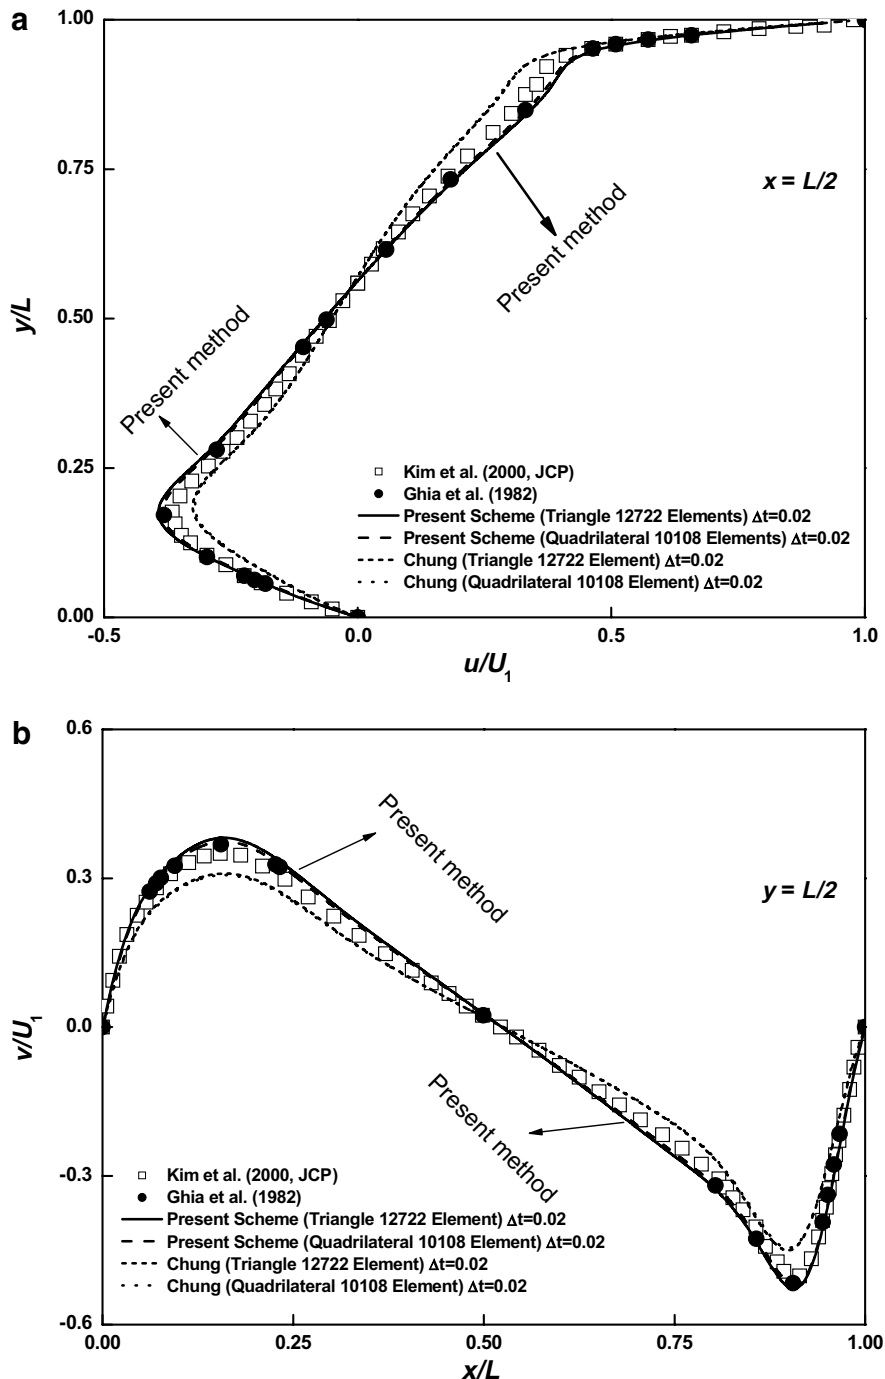 a
1.00
0.75
0.50
0.25
0.00
y/L
x = L/2
Present method
Present method
Kim et al. (2000, JCP)
Ghia et al. (1982)
Present Scheme (Triangle 12722 Elements) Δt=0.02
Present Scheme (Quadrilateral 10108 Elements) Δt=0.02
Chung (Triangle 12722 Element) Δt=0.02
Chung (Quadrilateral 10108 Element) Δt=0.02
-0.5 0.0 0.5 1.0
u/U1
b
0.6
0.3
0.0
-0.3
-0.6
v/U1
Present method
y = L/2
Present method
Kim et al. (2000, JCP)
Ghia et al. (1982)
Present Scheme (Triangle 12722 Element) Δt=0.02
Present Scheme (Quadrilateral 10108 Element) Δt=0.02
Chung (Triangle 12722 Element) Δt=0.02
Chung (Quadrilateral 10108 Element) Δt=0.02
0.00 0.25 0.50 0.75 1.00
x/L